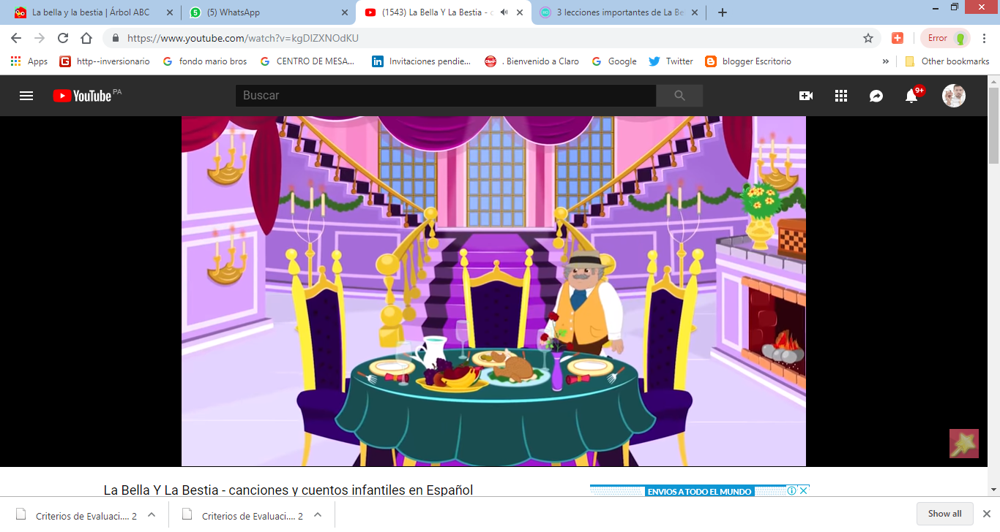 La bella y la bestia | Árbol ABC
(5) WhatsApp
(1543) La Bella Y La Bestia - c
3 lecciones importantes de La Be
https://www.youtube.com/watch?v=kgDIZXNOdKU
Error
Apps
http--inversionario
fondo mario bros
CENTRO DE MESA...
Invitaciones pendie...
. Bienvenido a Claro
Google
Twitter
blogger Escritorio
»
Other bookmarks
YouTube PA
Buscar
9+
La Bella Y La Bestia - canciones y cuentos infantiles en Español
ENVIOS A TODO EL MUNDO
Criterios de Evaluaci.... 2
Criterios de Evaluaci.... 2
Show all